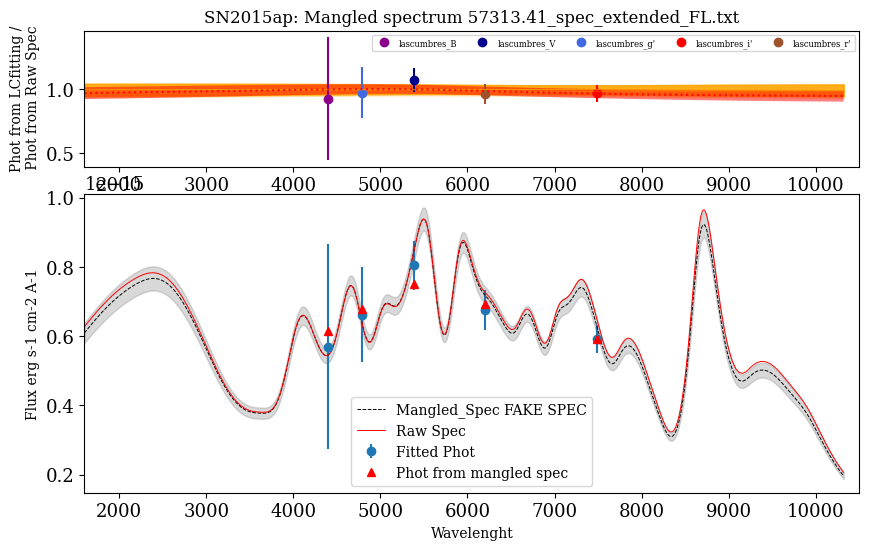 SN2015ap: Mangled spectrum 57313.41_spec_extended_FL.txt
Phot from LCfitting /
Phot from Raw Spec
lascumbres_B lascumbres_V lascumbres_g' lascumbres_i' lascumbres_r'
1.0
0.5
2000 3000 4000 5000 6000 7000 8000 9000 10000
1e−15
Flux erg s-1 cm-2 A-1
1.0
0.8
0.6
0.4
0.2
Mangled_Spec FAKE SPEC
Raw Spec
Fitted Phot
Phot from mangled spec
2000 3000 4000 5000 6000 7000 8000 9000 10000
Wavelenght